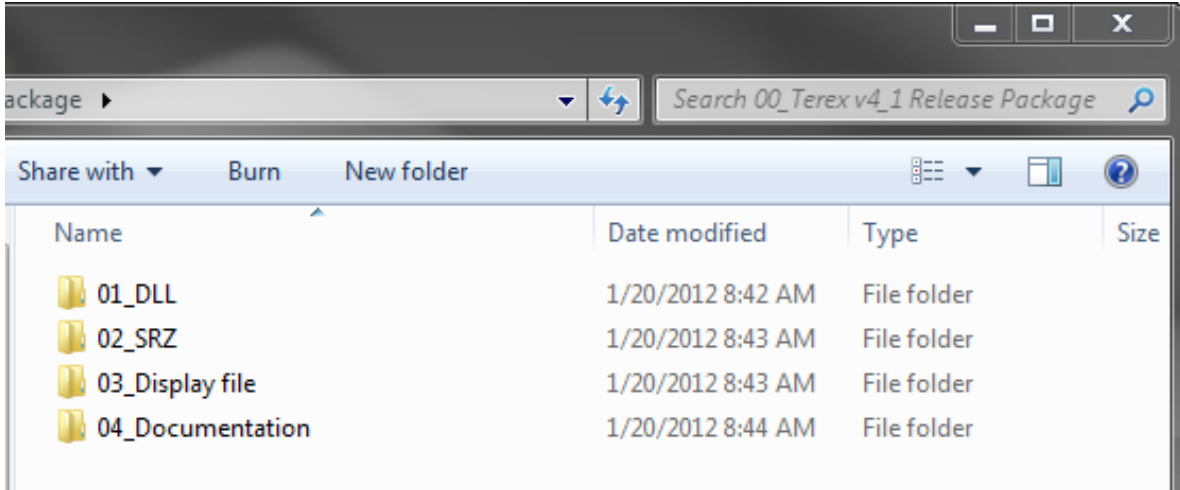 ackage
Search 00_Terex v4_1 Release Package
Share with Burn New folder
Name Date modified Type Size
01_DLL 1/20/2012 8:42 AM File folder
02_SRZ 1/20/2012 8:43 AM File folder
03_Display file 1/20/2012 8:43 AM File folder
04_Documentation 1/20/2012 8:44 AM File folder